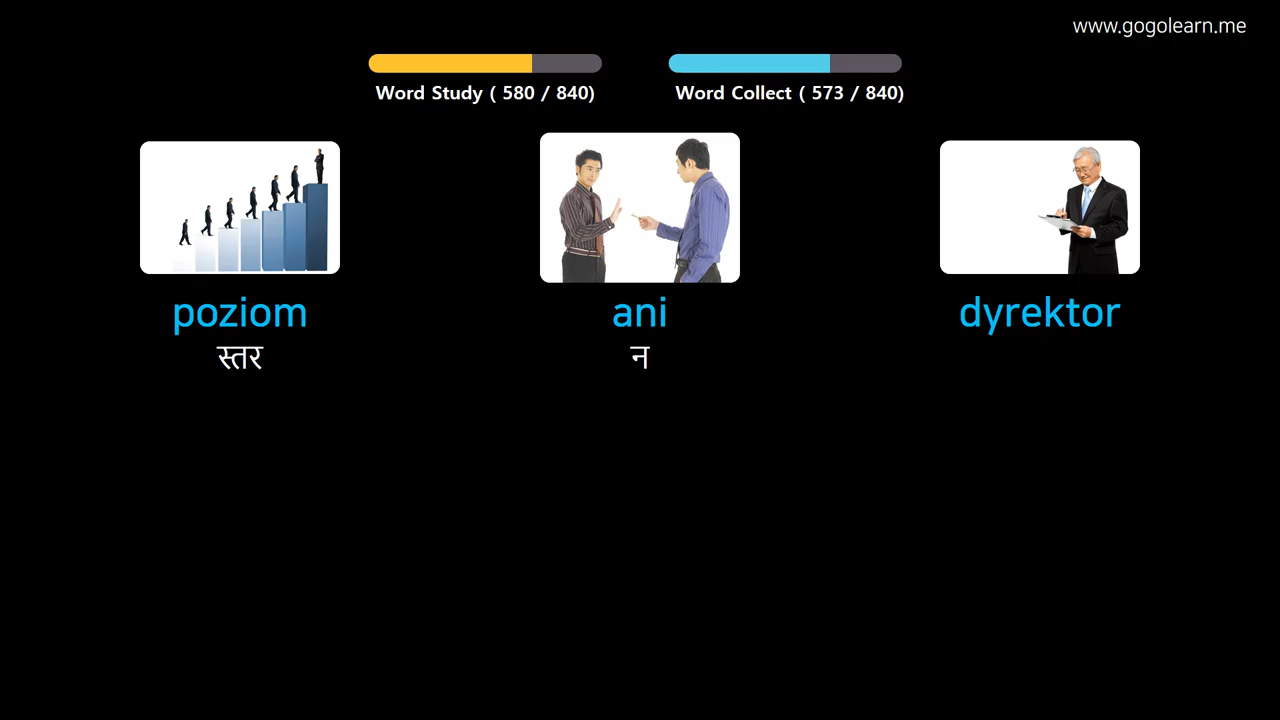 www.gogolearn.me
Word Study ( 580 / 840)
Word Collect ( 573 / 840)
poziom
स्तर
ani
न
dyrektor